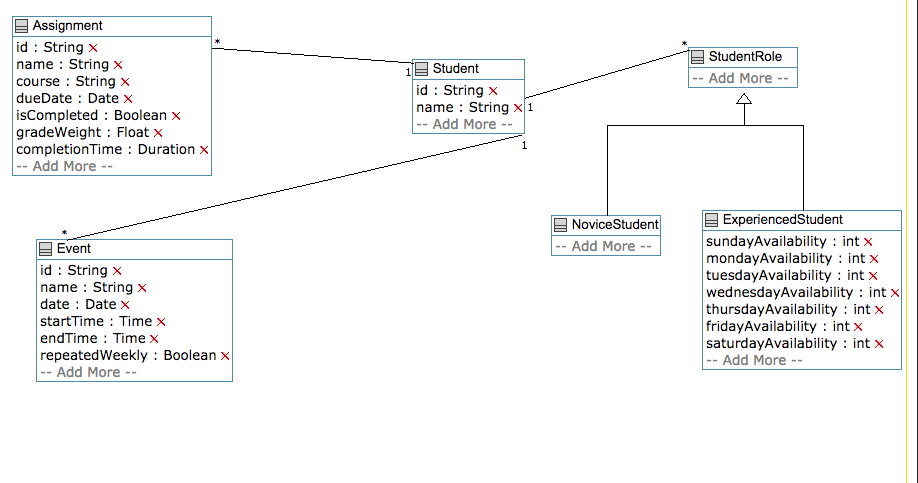 Assignment
id : String ×
name : String ×
course : String ×
dueDate : Date ×
isCompleted : Boolean ×
gradeWeight : Float ×
completionTime : Duration ×
-- Add More --
*
1
Student
id : String ×
name : String ×
-- Add More --
1
1
*
StudentRole
-- Add More --
*
Event
id : String ×
name : String ×
date : Date ×
startTime : Time ×
endTime : Time ×
repeatedWeekly : Boolean ×
-- Add More --
NoviceStudent
-- Add More --
ExperiencedStudent
sundayAvailability : int ×
mondayAvailability : int ×
tuesdayAvailability : int ×
wednesdayAvailability : int ×
thursdayAvailability : int ×
fridayAvailability : int ×
saturdayAvailability : int ×
-- Add More --